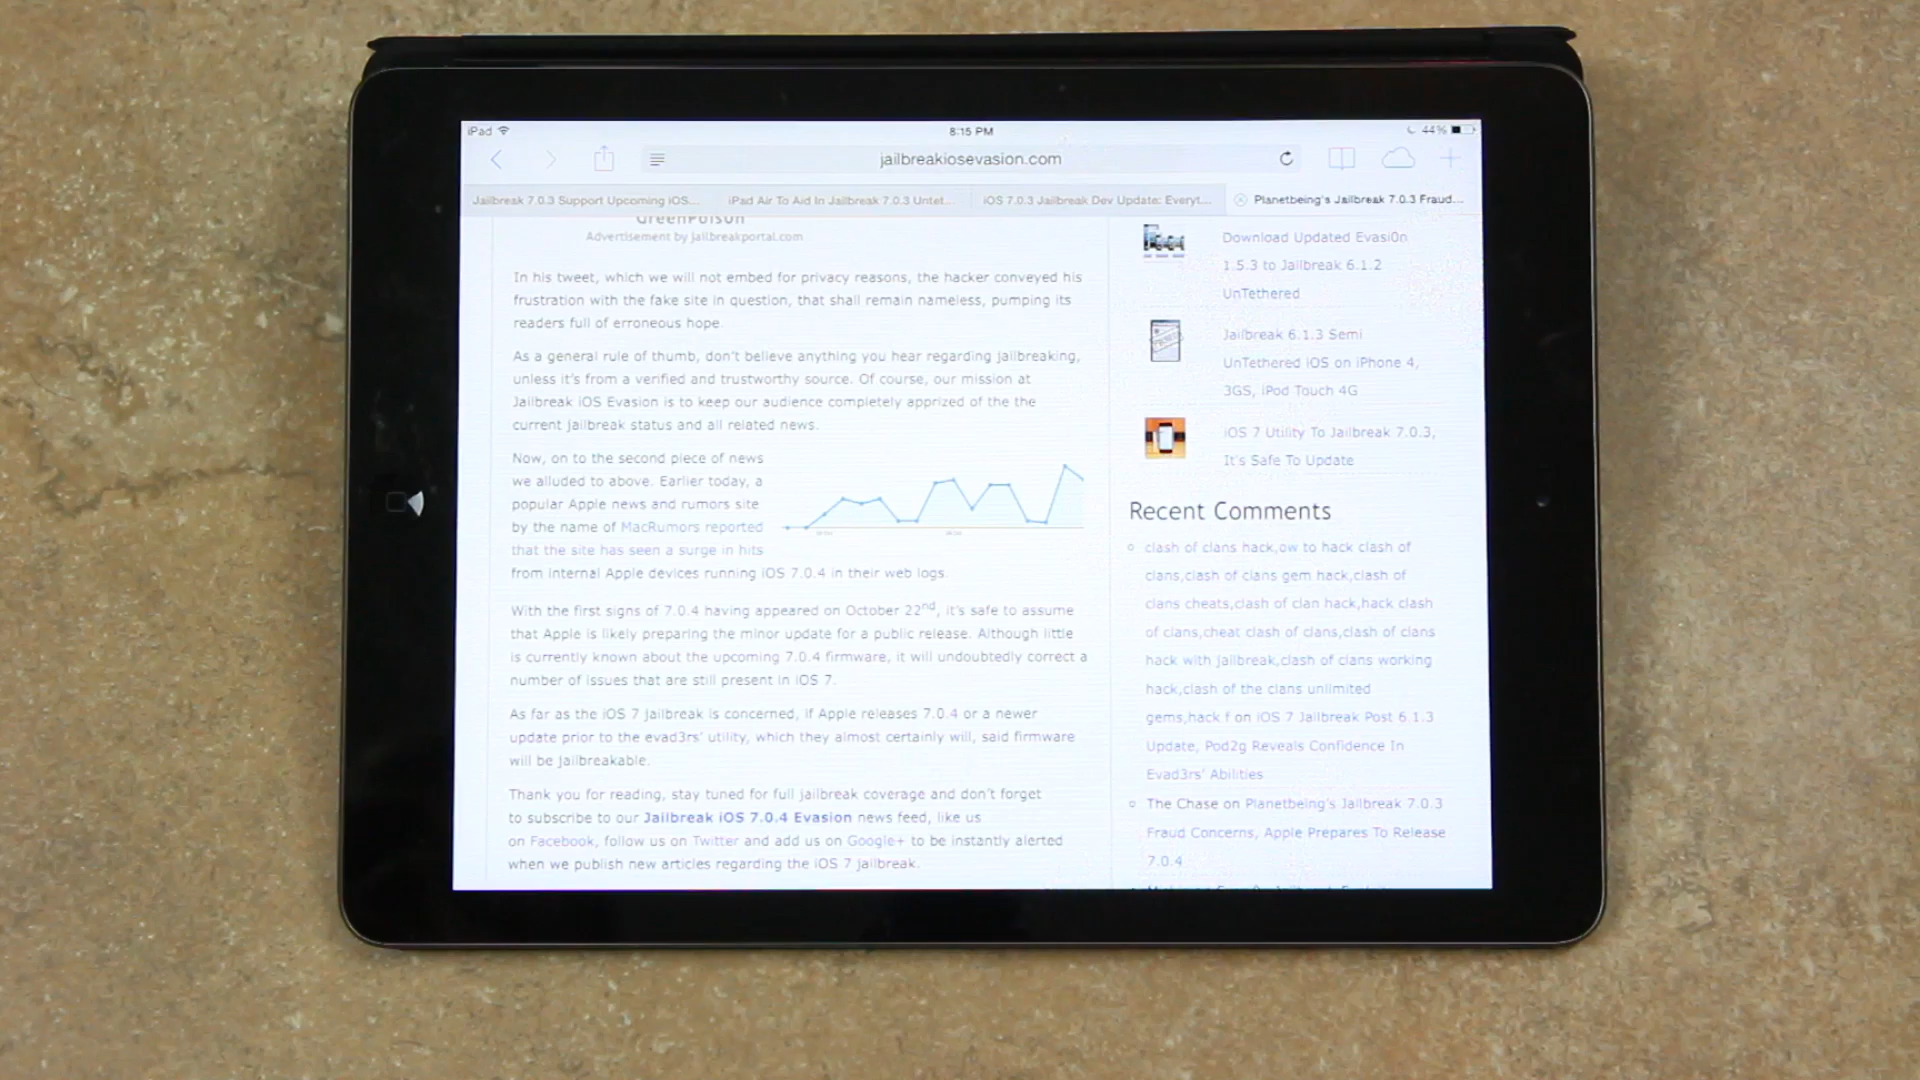 iPad
8:15 PM
44%
jailbreakiosevasion.com
Jailbreak 7.0.3 Support Upcoming iOS...
iPad Air To Aid In Jailbreak 7.0.3 Untet...
iOS 7.0.3 Jailbreak Dev Update: Everyt...
Planetbeing's Jailbreak 7.0.3 Fraud...
GreenPois0n
Advertisement by jailbreakportal.com
In his tweet, which we will not embed for privacy reasons, the hacker conveyed his
frustration with the fake site in question, that shall remain nameless, pumping its
readers full of erroneous hope.
As a general rule of thumb, don't believe anything you hear regarding jailbreaking,
unless it's from a verified and trustworthy source. Of course, our mission at
Jailbreak iOS Evasion is to keep our audience completely apprized of the the
current jailbreak status and all related news.
Now, on to the second piece of news
we alluded to above. Earlier today, a
popular Apple news and rumors site
by the name of MacRumors reported
that the site has seen a surge in hits
from internal Apple devices running iOS 7.0.4 in their web logs.
With the first signs of 7.0.4 having appeared on October 22nd, it's safe to assume
that Apple is likely preparing the minor update for a public release. Although little
is currently known about the upcoming 7.0.4 firmware, it will undoubtedly correct a
number of issues that are still present in iOS 7.
As far as the iOS 7 jailbreak is concerned, if Apple releases 7.0.4 or a newer
update prior to the evad3rs' utility, which they almost certainly will, said firmware
will be jailbreakable.
Thank you for reading, stay tuned for full jailbreak coverage and don't forget
to subscribe to our Jailbreak iOS 7.0.4 Evasion news feed, like us
on Facebook, follow us on Twitter and add us on Google+ to be instantly alerted
when we publish new articles regarding the iOS 7 jailbreak.
Download Updated Evasi0n
1.5.3 to Jailbreak 6.1.2
UnTethered
Jailbreak 6.1.3 Semi
UnTethered iOS on iPhone 4,
3GS, iPod Touch 4G
iOS 7 Utility To Jailbreak 7.0.3,
It's Safe To Update
Recent Comments
clash of clans hack,ow to hack clash of
clans,clash of clans gem hack,clash of
clans cheats,clash of clan hack,hack clash
of clans,cheat clash of clans,clash of clans
hack with jailbreak,clash of clans working
hack,clash of the clans unlimited
gems,hack f on iOS 7 Jailbreak Post 6.1.3
Update, Pod2g Reveals Confidence In
Evad3rs' Abilities
The Chase on Planetbeing's Jailbreak 7.0.3
Fraud Concerns, Apple Prepares To Release
7.0.4